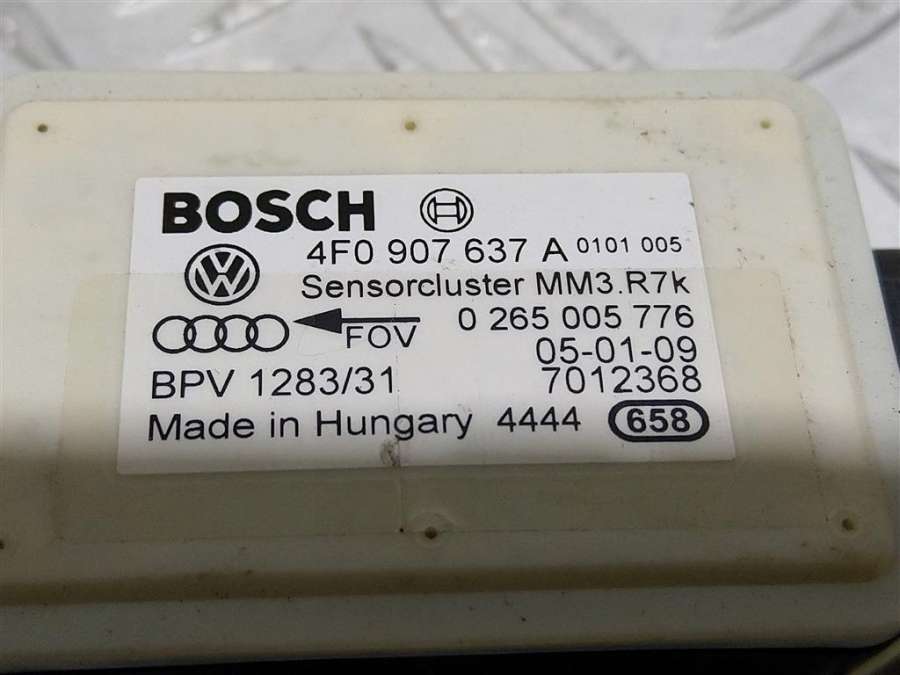 BOSCH
4F0 907 637 A 0101 005
Sensorcluster MM3.R7k
FOV 0 265 005 776
05-01-09
BPV 1283/31 7012368
Made in Hungary 4444 658